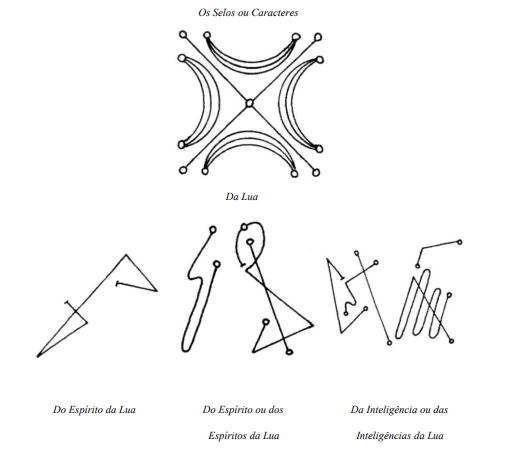 Os Selos ou Caracteres
Da Lua
Do Espírito da Lua
Do Espírito ou dos
Espíritos da Lua
Da Inteligência ou das
Inteligências da Lua